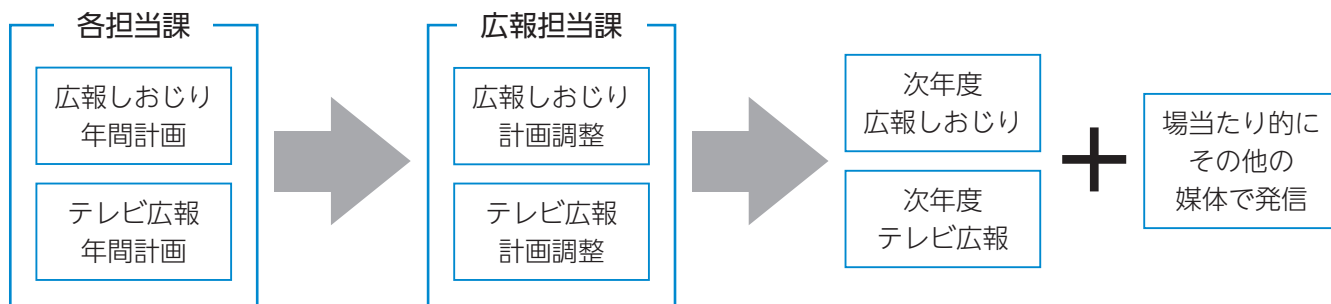 各担当課
広報しおじり
年間計画
テレビ広報
年間計画
広報担当課
広報しおじり
計画調整
テレビ広報
計画調整
次年度
広報しおじり
次年度
テレビ広報
+
場当たり的に
その他の
媒体で発信